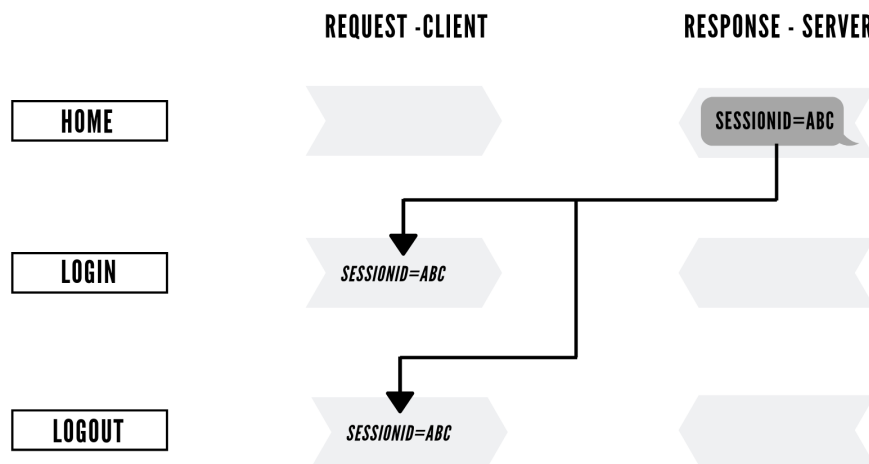 REQUEST -CLIENT
RESPONSE - SERVER
HOME
SESSIONID=ABC
LOGIN
SESSIONID=ABC
LOGOUT
SESSIONID=ABC